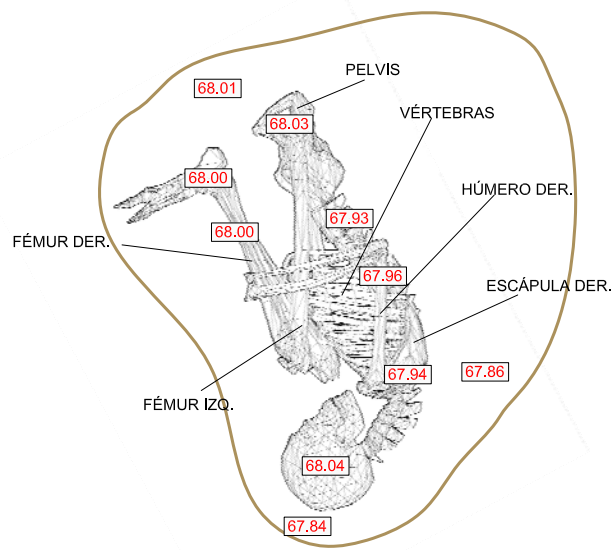 PELVIS
68.01
VÉRTEBRAS
68.03
68.00
HÚMERO DER.
67.93
68.00
FÉMUR DER.
67.96
ESCÁPULA DER.
67.94
67.86
FÉMUR IZQ.
68.04
67.84